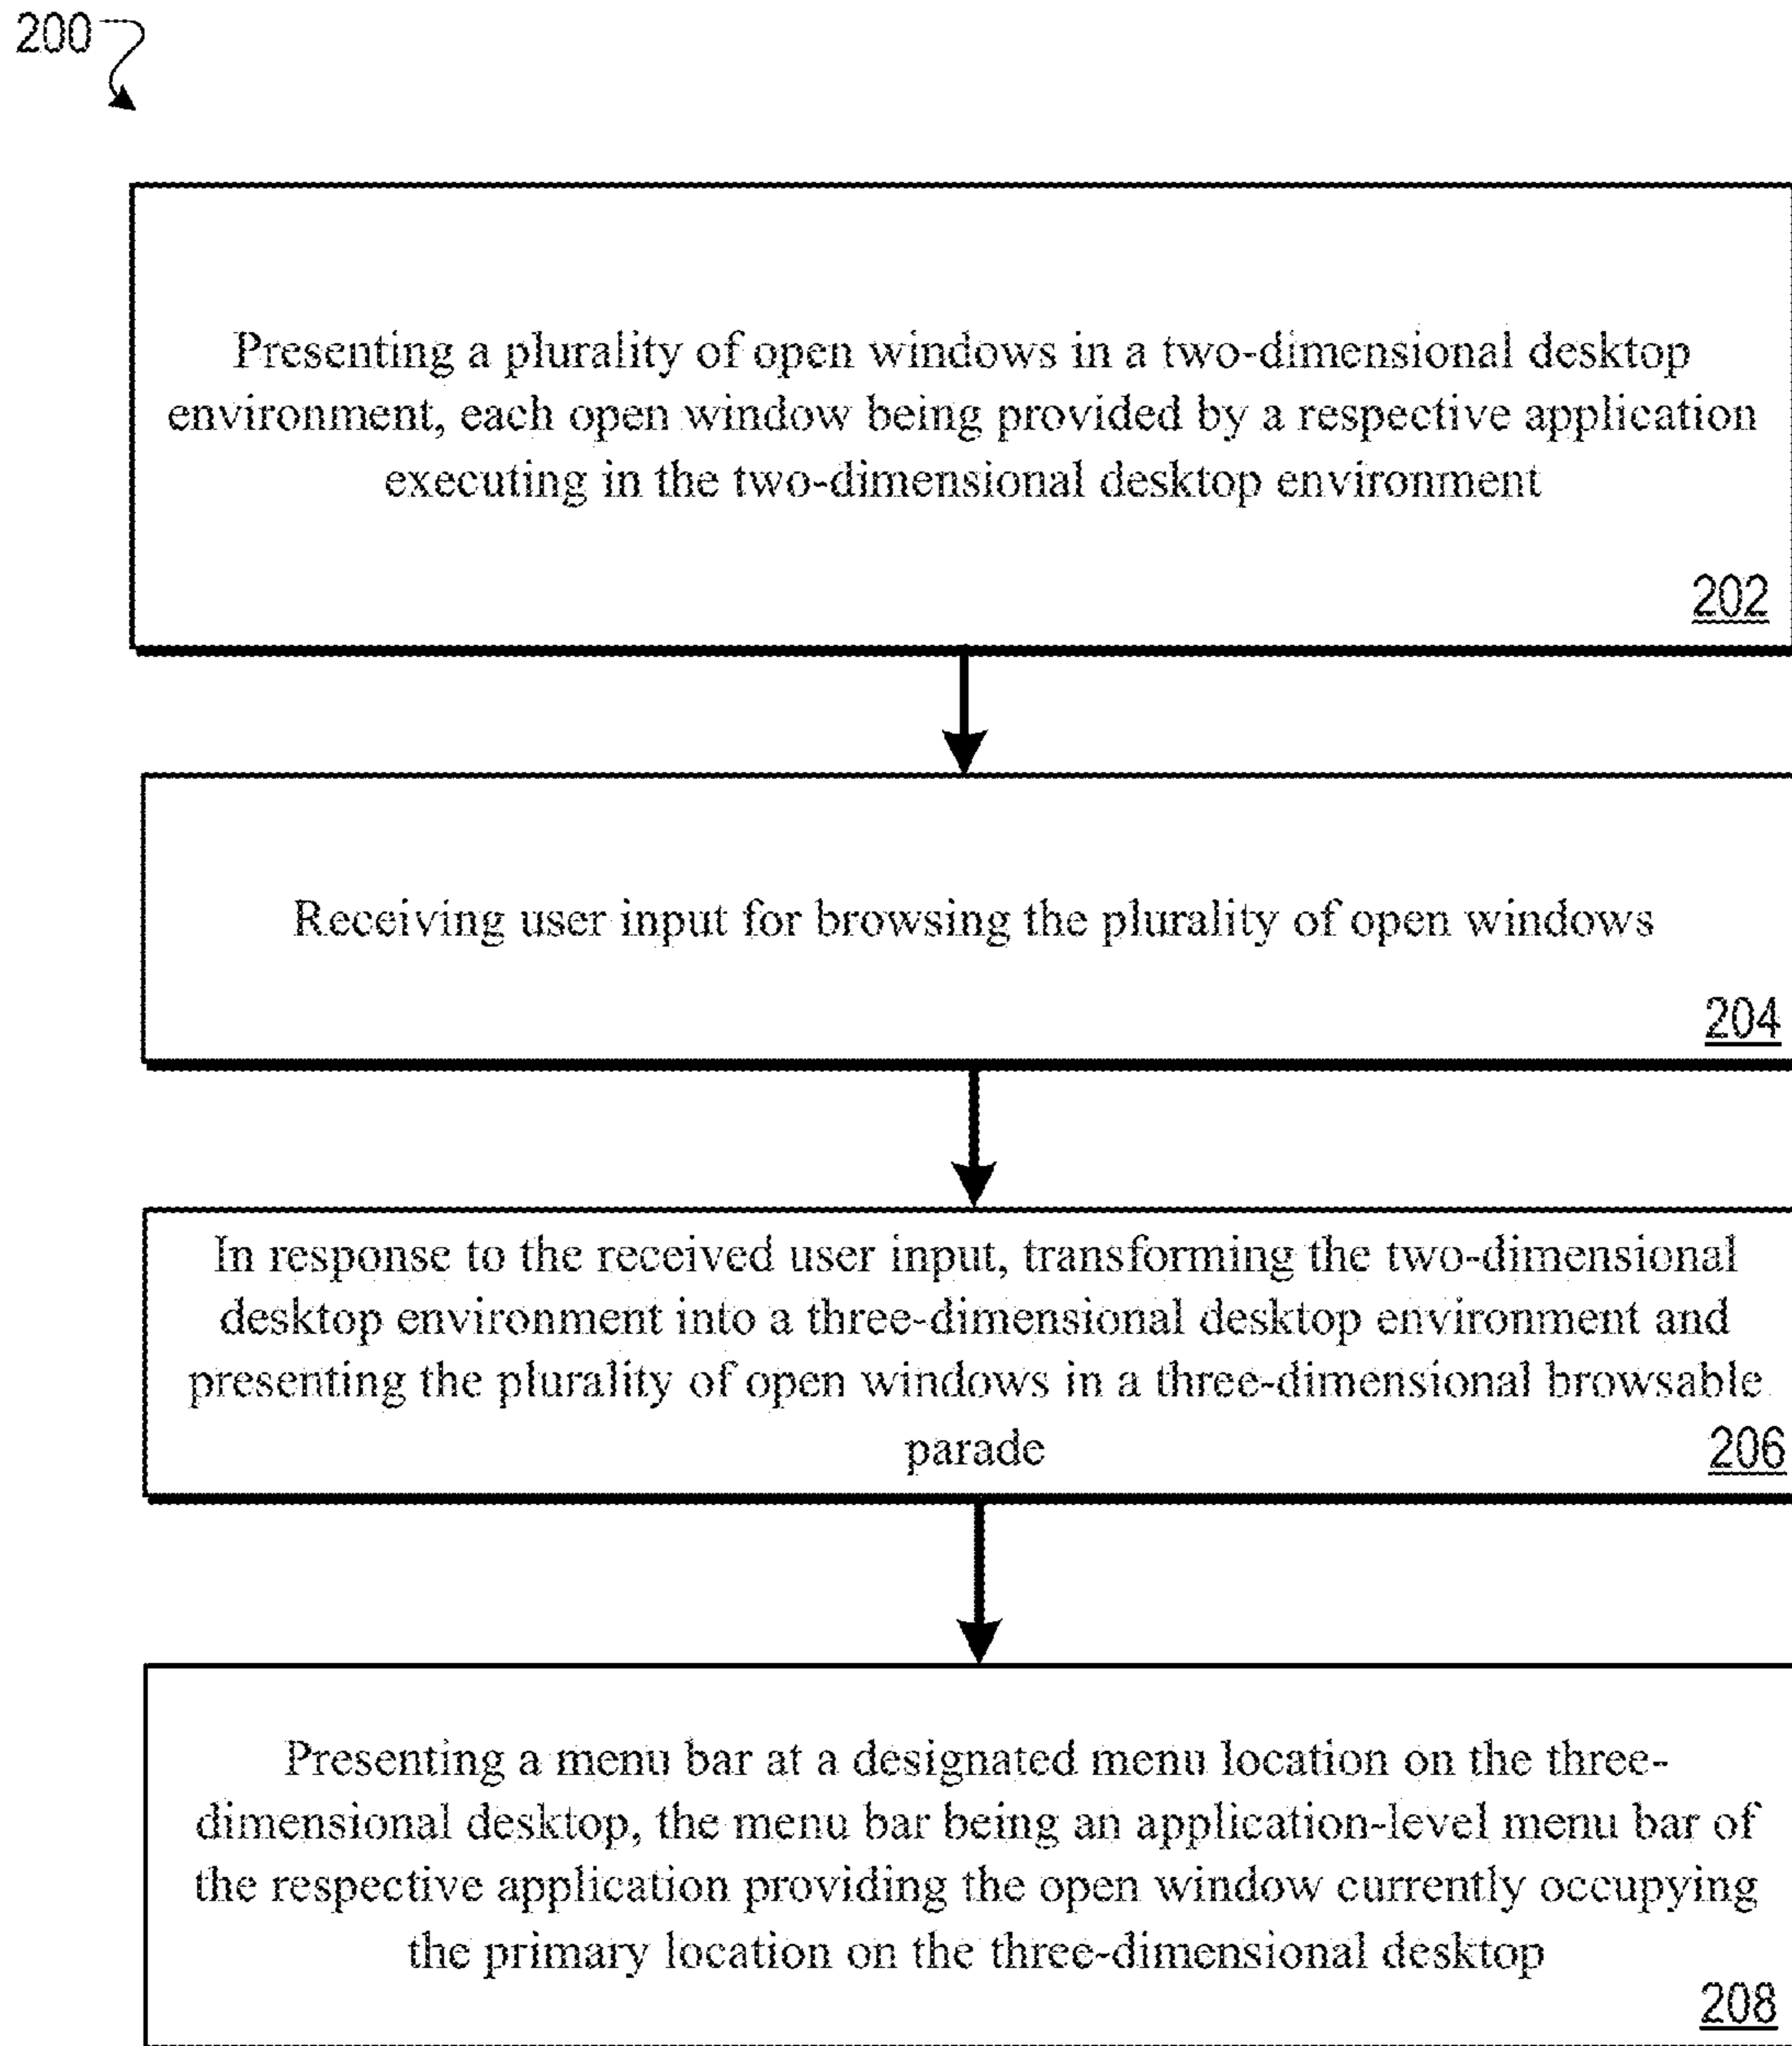 200
Presenting a plurality of open windows in a two-dimensional desktop
environment, each open window being provided by a respective application
executing in the two-dimensional desktop environment
202
Receiving user input for browsing the plurality of open windows
204
In response to the received user input, transforming the two-dimensional
desktop environment into a three-dimensional desktop environment and
presenting the plurality of open windows in a three-dimensional browsable
parade
206
Presenting a menu bar at a designated menu location on the three-
dimensional desktop, the menu bar being an application-level menu bar of
the respective application providing the open window currently occupying
the primary location on the three-dimensional desktop
208